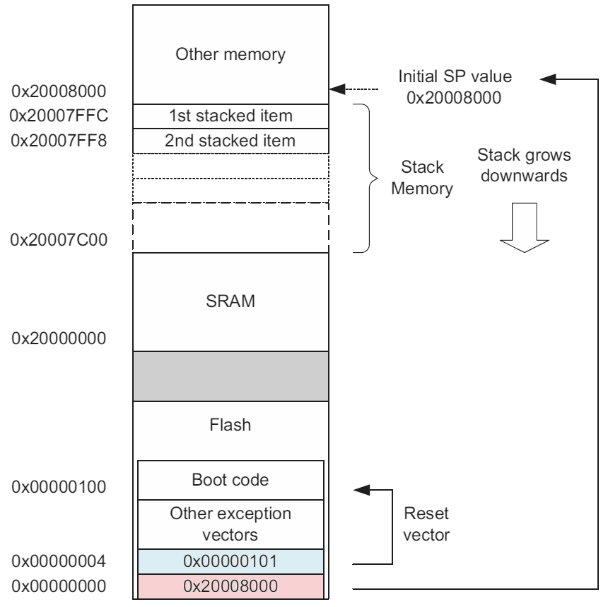 Other memory
Initial SP value
0x20008000
0x20008000
0x20007FFC
1st stacked item
0x20007FF8
2nd stacked item
Stack
Memory
Stack grows
downwards
0x20007C00
SRAM
0x20000000
Flash
0x00000100
Boot code
Other exception
vectors
Reset
vector
0x00000004
0x00000101
0x00000000
0x20008000